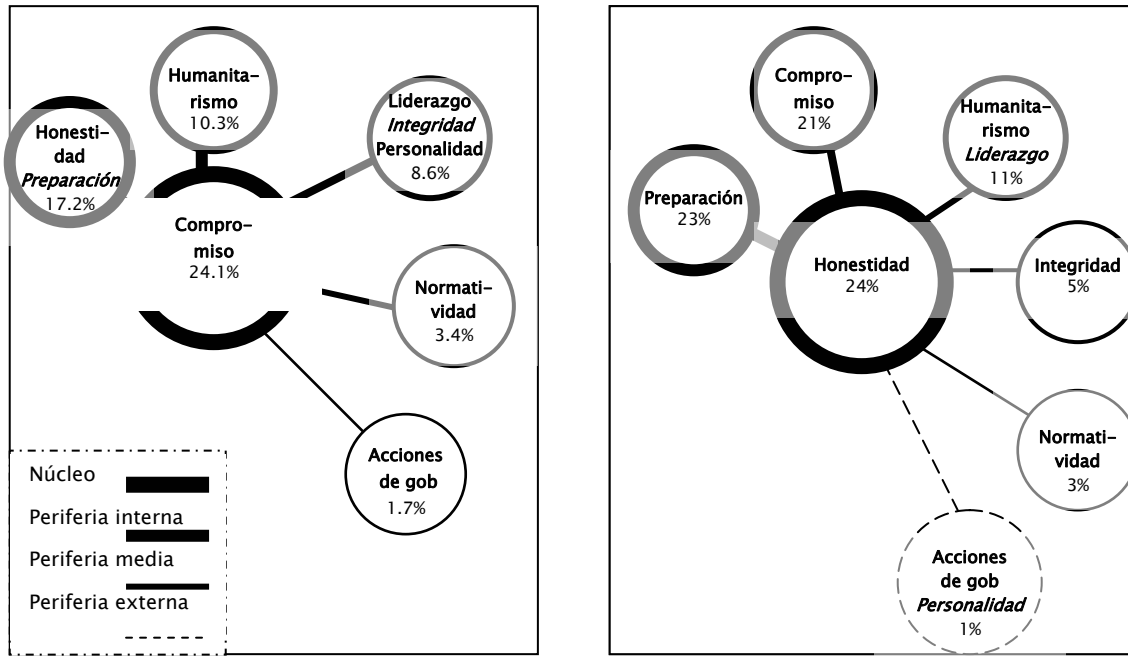 Humanita-
rismo
10.3%
Honesti-
dad
Preparación
17.2%
Liderazgo
Integridad
Personalidad
8.6%
Compro-
miso
24.1%
Normati-
vidad
3.4%
Acciones
de gob
1.7%
Núcleo
Periferia interna
Periferia media
Periferia externa
Compro-
miso
21%
Humanita-
rismo
Liderazgo
11%
Preparación
23%
Honestidad
24%
Integridad
5%
Normati-
vidad
3%
Acciones
de gob
Personalidad
1%